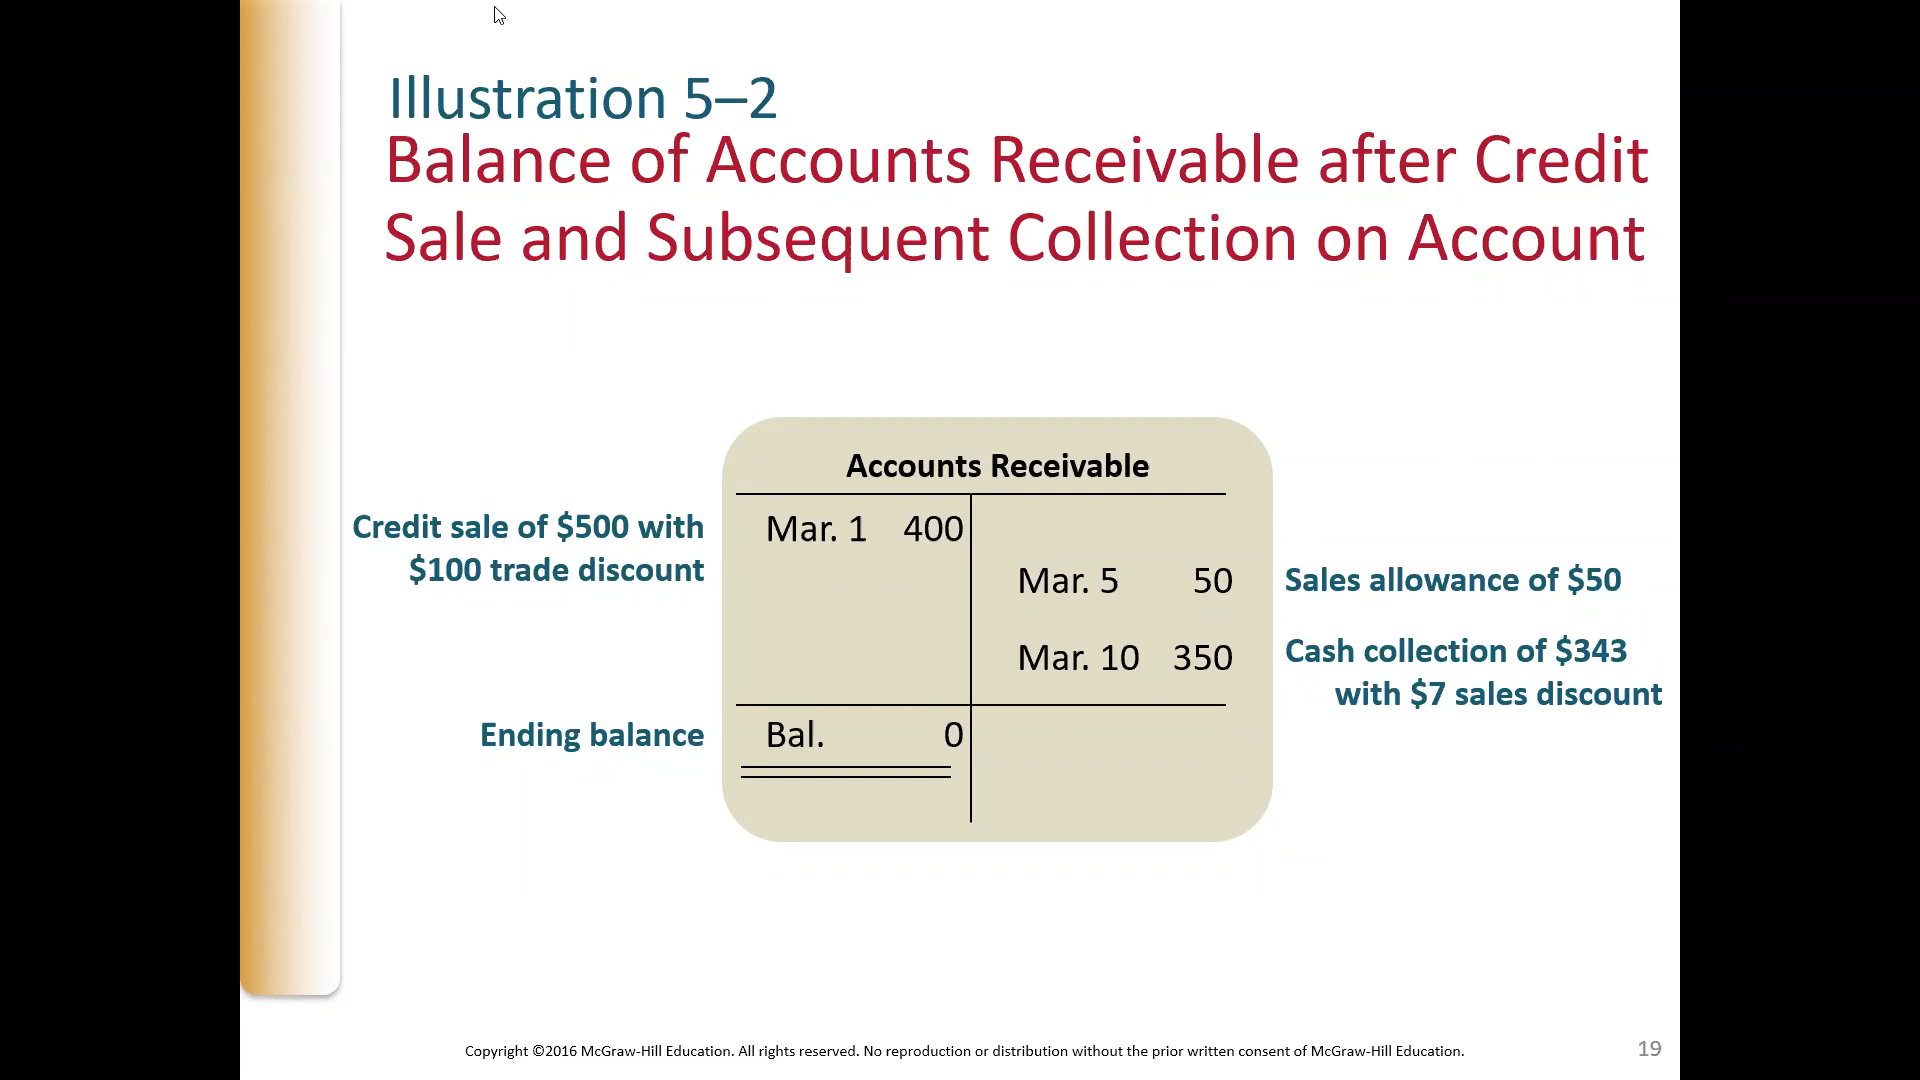 Illustration 5–2
Balance of Accounts Receivable after Credit
Sale and Subsequent Collection on Account
Accounts Receivable
Credit sale of $500 with
$100 trade discount
Mar. 1 400
Mar. 5 50
Sales allowance of $50
Mar. 10 350
Cash collection of $343
with $7 sales discount
Ending balance
Bal. 0
Copyright ©2016 McGraw-Hill Education. All rights reserved. No reproduction or distribution without the prior written consent of McGraw-Hill Education.
19